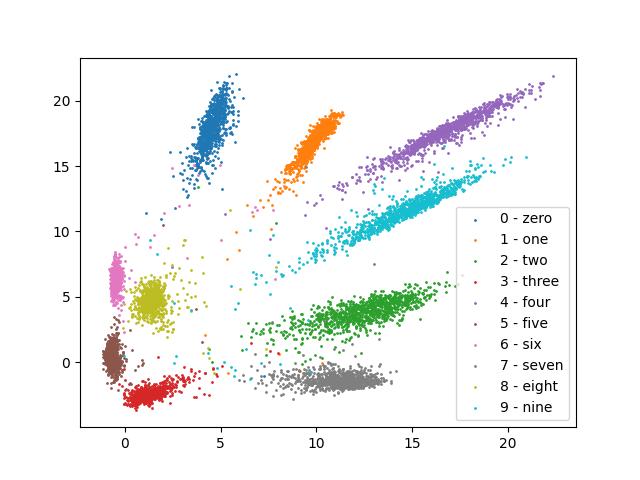 20
15
10
5
0
0
5
10
15
20
0 - zero
1 - one
2 - two
3 - three
4 - four
5 - five
6 - six
7 - seven
8 - eight
9 - nine